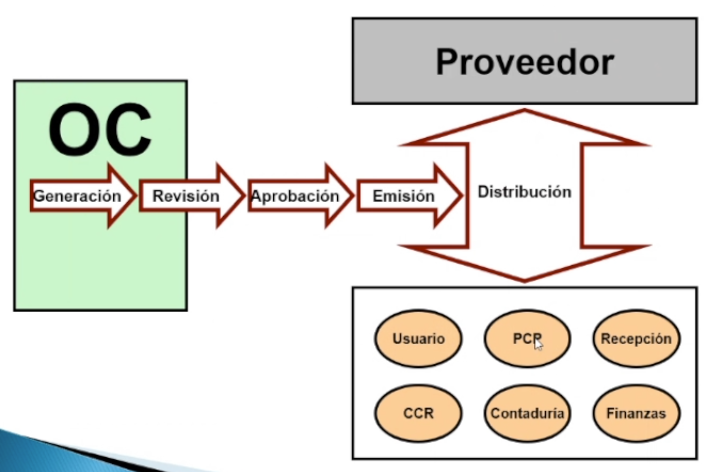 Proveedor
OC
Generación
Revisión
Aprobación
Emisión
Distribución
Usuario
PCP
Recepción
CCR
Contaduría
Finanzas